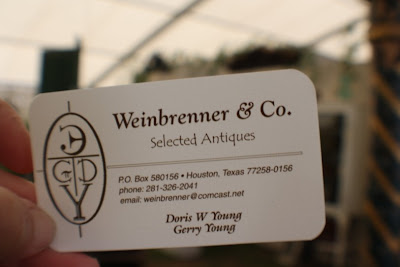 Weinbrenner & Co.
Selected Antiques
G D
Y
P.O. Box 580156 • Houston, Texas 77258-0156
phone: 281-326-2041
email: weinbrenner@comcast.net
Doris W Young
Gerry Young